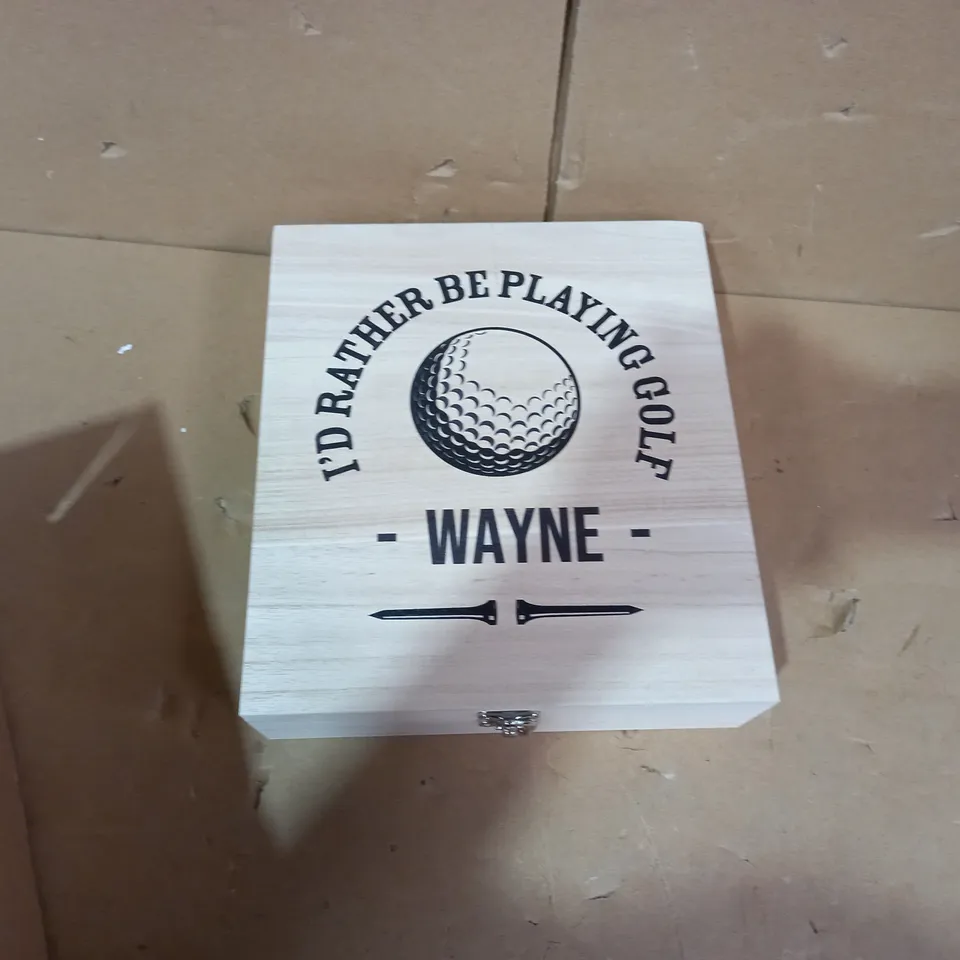 I'D RATHER BE PLAYING GOLF
- WAYNE -